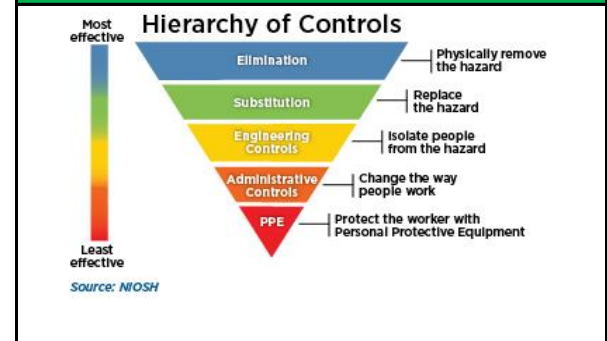 Hierarchy of Controls
Most
effective
Elimination
Physically remove
the hazard
Substitution
Replace
the hazard
Engineering
Controls
Isolate people
from the hazard
Administrative
Controls
Change the way
people work
PPE
Protect the worker with
Personal Protective Equipment
Least
effective
Source: NIOSH